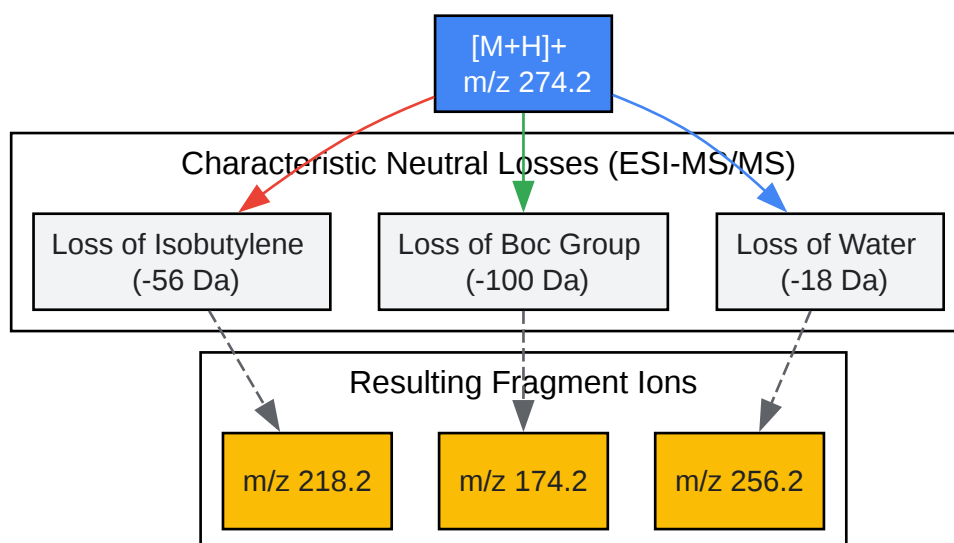 [M+H]+
m/z 274.2
Characteristic Neutral Losses (ESI-MS/MS)
Loss of Isobutylene
(-56 Da)
Loss of Boc Group
(-100 Da)
Loss of Water
(-18 Da)
Resulting Fragment Ions
m/z 218.2
m/z 174.2
m/z 256.2